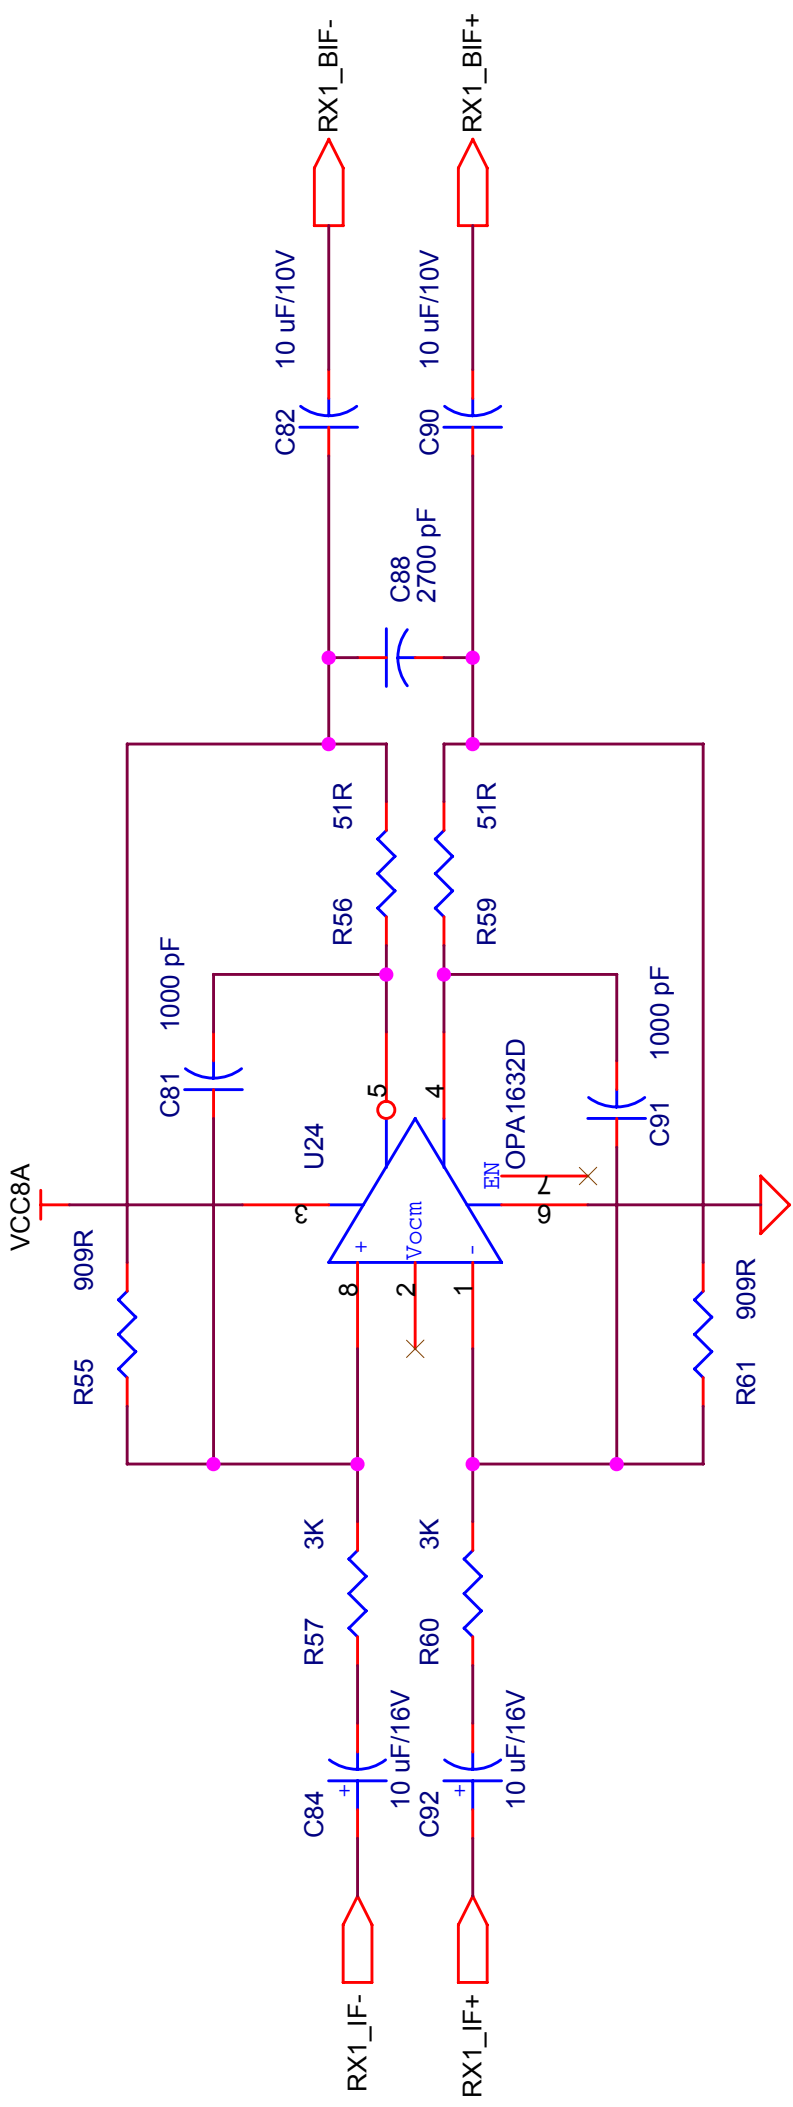 VCC8A
RX1_IF-
C84
+
10 uF/16V
R57
3K
R55
909R
C81
1000 pF
U24
3
8
+
2
Vocm
1
-
5
4
EN
7
6
OPA1632D
R56
51R
R59
51R
C88
2700 pF
C82
10 uF/10V
RX1_BIF-
C90
10 uF/10V
RX1_BIF+
RX1_IF+
C92
+
10 uF/16V
R60
3K
C91
1000 pF
R61
909R